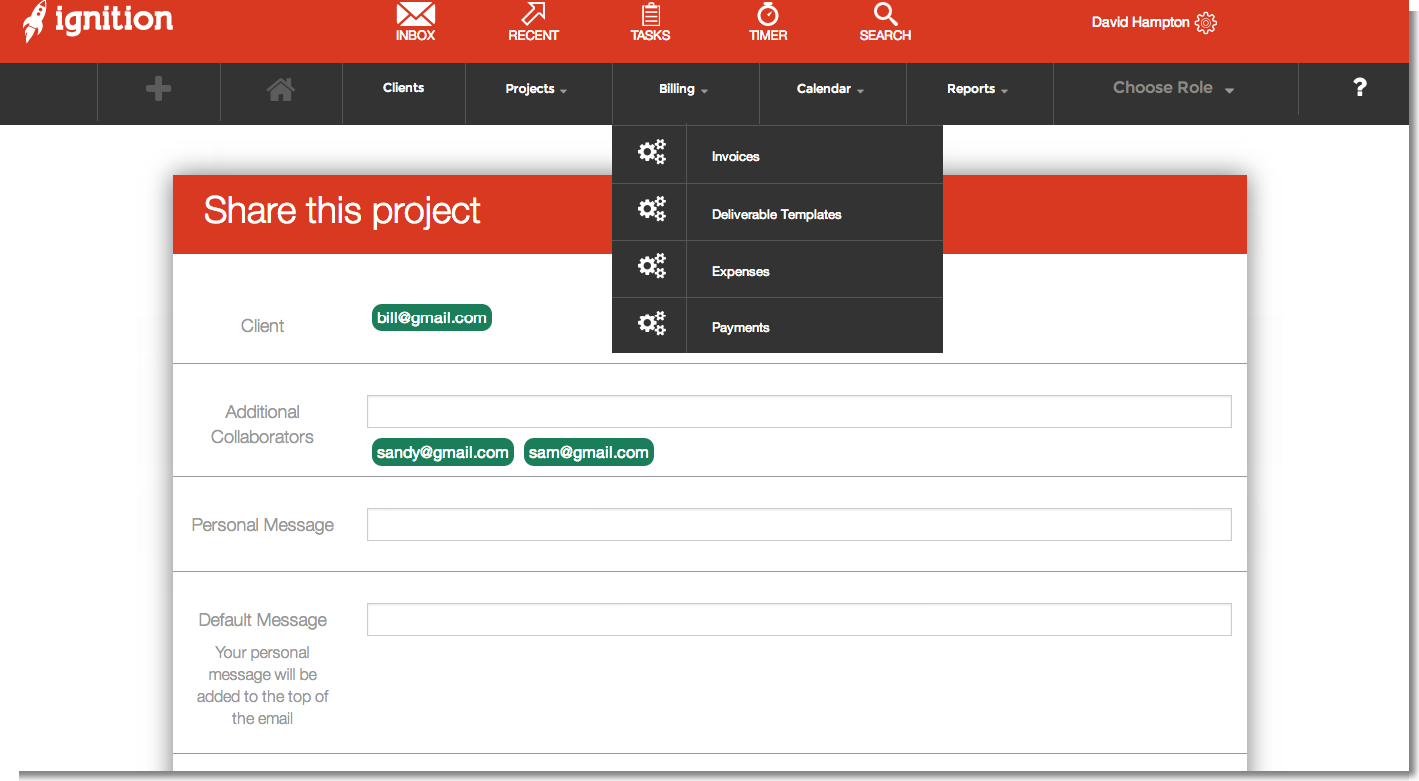 ignition
INBOX
RECENT
TASKS
TIMER
SEARCH
David Hampton
Clients
Projects
Billing
Calendar
Reports
Choose Role
?
Invoices
Deliverable Templates
Expenses
Payments
Share this project
Client
bill@gmail.com
Additional
Collaborators
sandy@gmail.com sam@gmail.com
Personal Message
Default Message
Your personal
message will be
added to the top of
the email